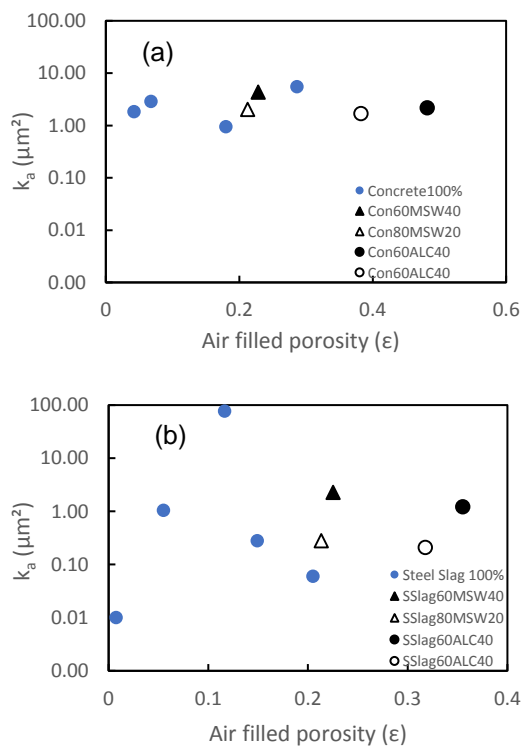 (a)
100.00
10.00
1.00
0.10
0.01
0.00
kₐ (µm²)
Concrete100%
Con60MSW40
Con80MSW20
Con60ALC40
Con60ALC40
0
0.2
0.4
0.6
Air filled porosity (ε)
(b)
100.00
10.00
1.00
0.10
0.01
0.00
kₐ (µm²)
Steel Slag 100%
SSlag60MSW40
SSlag80MSW20
SSlag60ALC40
SSlag60ALC40
0
0.1
0.2
0.3
0.4
Air filled porosity (ε)